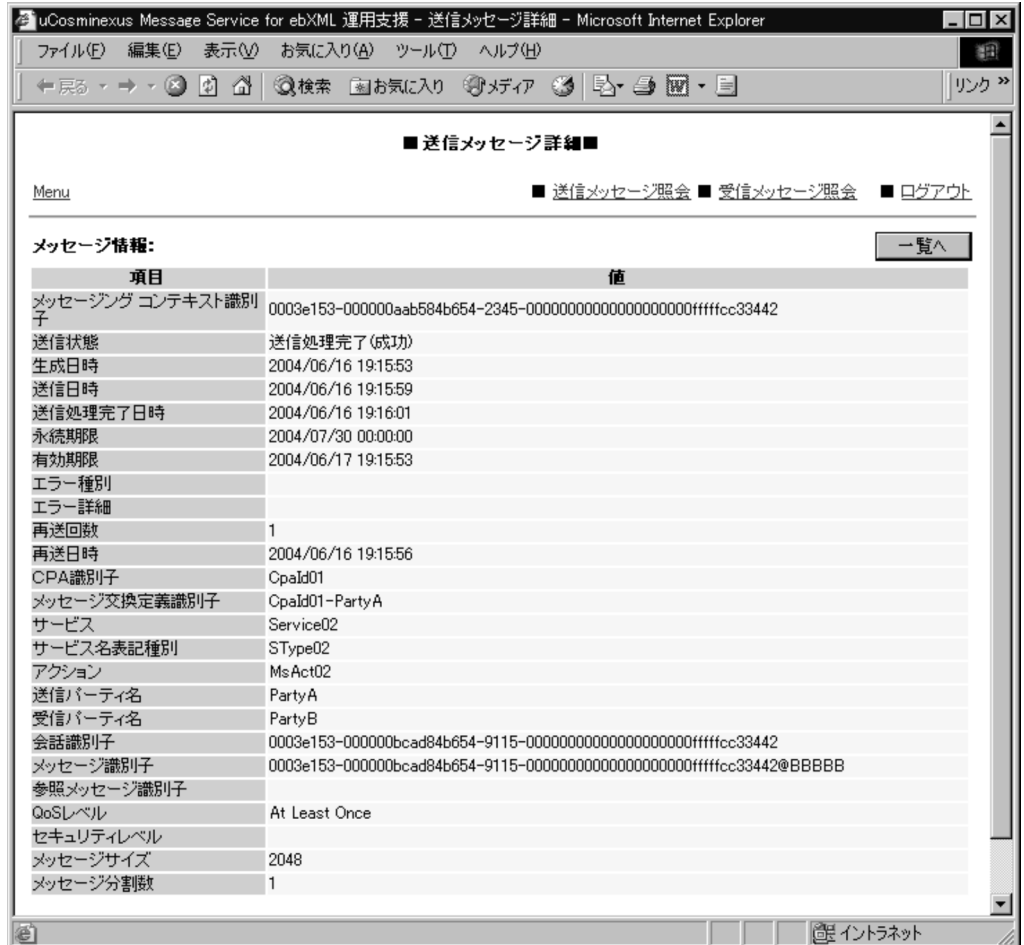 uCosminexus Message Service for ebXML 運用支援 - 送信メッセージ詳細 - Microsoft Internet Explorer
ファイル(F) 編集(E) 表示(V) お気に入り(A) ツール(T) ヘルプ(H)
戻る 検索 お気に入り メディア リンク »
■送信メッセージ詳細■
Menu ■ 送信メッセージ照会 ■ 受信メッセージ照会 ■ ログアウト
メッセージ情報: 一覧へ
項目 値
メッセージング コンテキスト識別子 0003e153-000000aab584b654-2345-00000000000000000000fffffcc33442
送信状態 送信処理完了(成功)
生成日時 2004/06/16 19:15:53
送信日時 2004/06/16 19:15:59
送信処理完了日時 2004/06/16 19:16:01
永続期限 2004/07/30 00:00:00
有効期限 2004/06/17 19:15:53
エラー種別
エラー詳細
再送回数 1
再送日時 2004/06/16 19:15:56
CPA識別子 CpaId01
メッセージ交換定義識別子 CpaId01-PartyA
サービス Service02
サービス名表記種別 SType02
アクション MsAct02
送信パーティ名 PartyA
受信パーティ名 PartyB
会話識別子 0003e153-000000bcad84b654-9115-00000000000000000000fffffcc33442
メッセージ識別子 0003e153-000000bcad84b654-9115-00000000000000000000fffffcc33442@BBBBB
参照メッセージ識別子
QoSレベル At Least Once
セキュリティレベル
メッセージサイズ 2048
メッセージ分割数 1
イントラネット